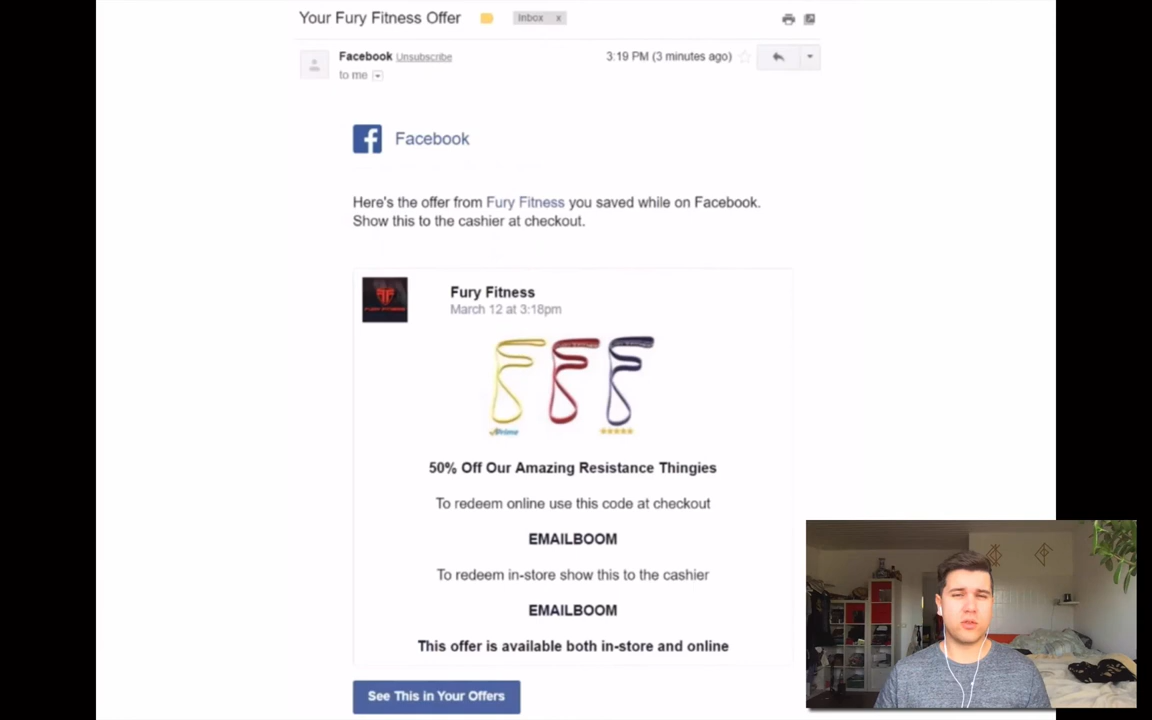 Your Fury Fitness Offer
Inbox x
Facebook Unsubscribe
3:19 PM (3 minutes ago)
to me
f Facebook
Here's the offer from Fury Fitness you saved while on Facebook.
Show this to the cashier at checkout.
FURY FITNESS
Fury Fitness
March 12 at 3:18pm
Prime
50% Off Our Amazing Resistance Thingies
To redeem online use this code at checkout
EMAILBOOM
To redeem in-store show this to the cashier
EMAILBOOM
This offer is available both in-store and online
See This in Your Offers